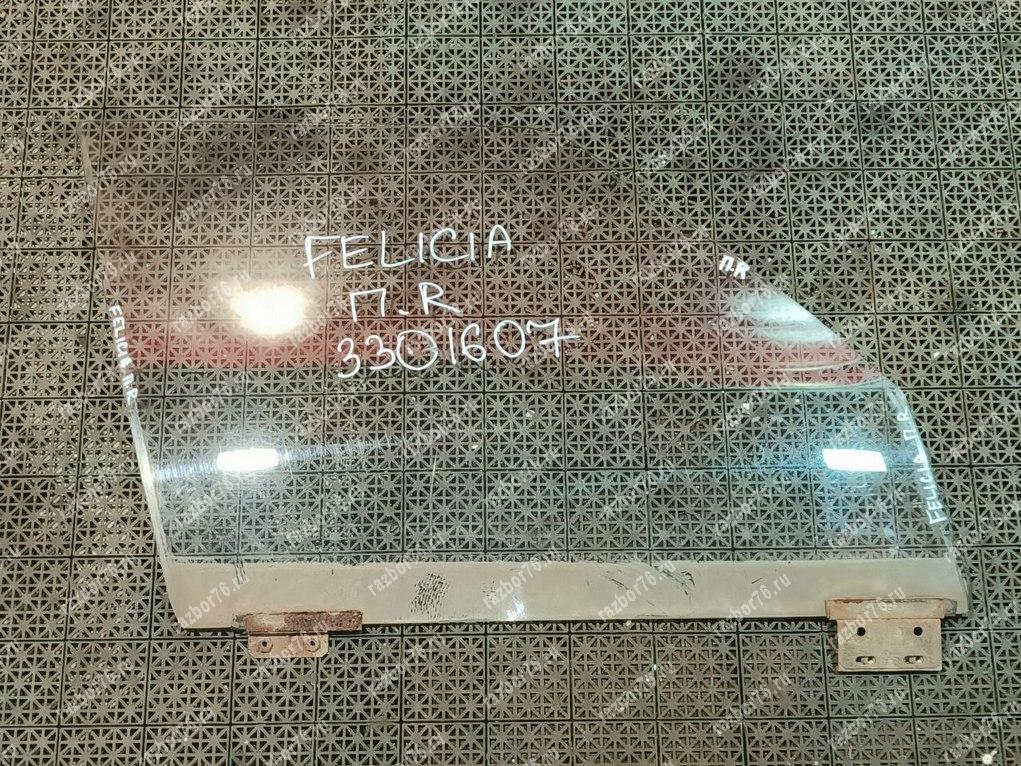 FELICIA
П.R
3301607
П.R
FELICIA П.R
FELICIA П.R
razbor76.ru